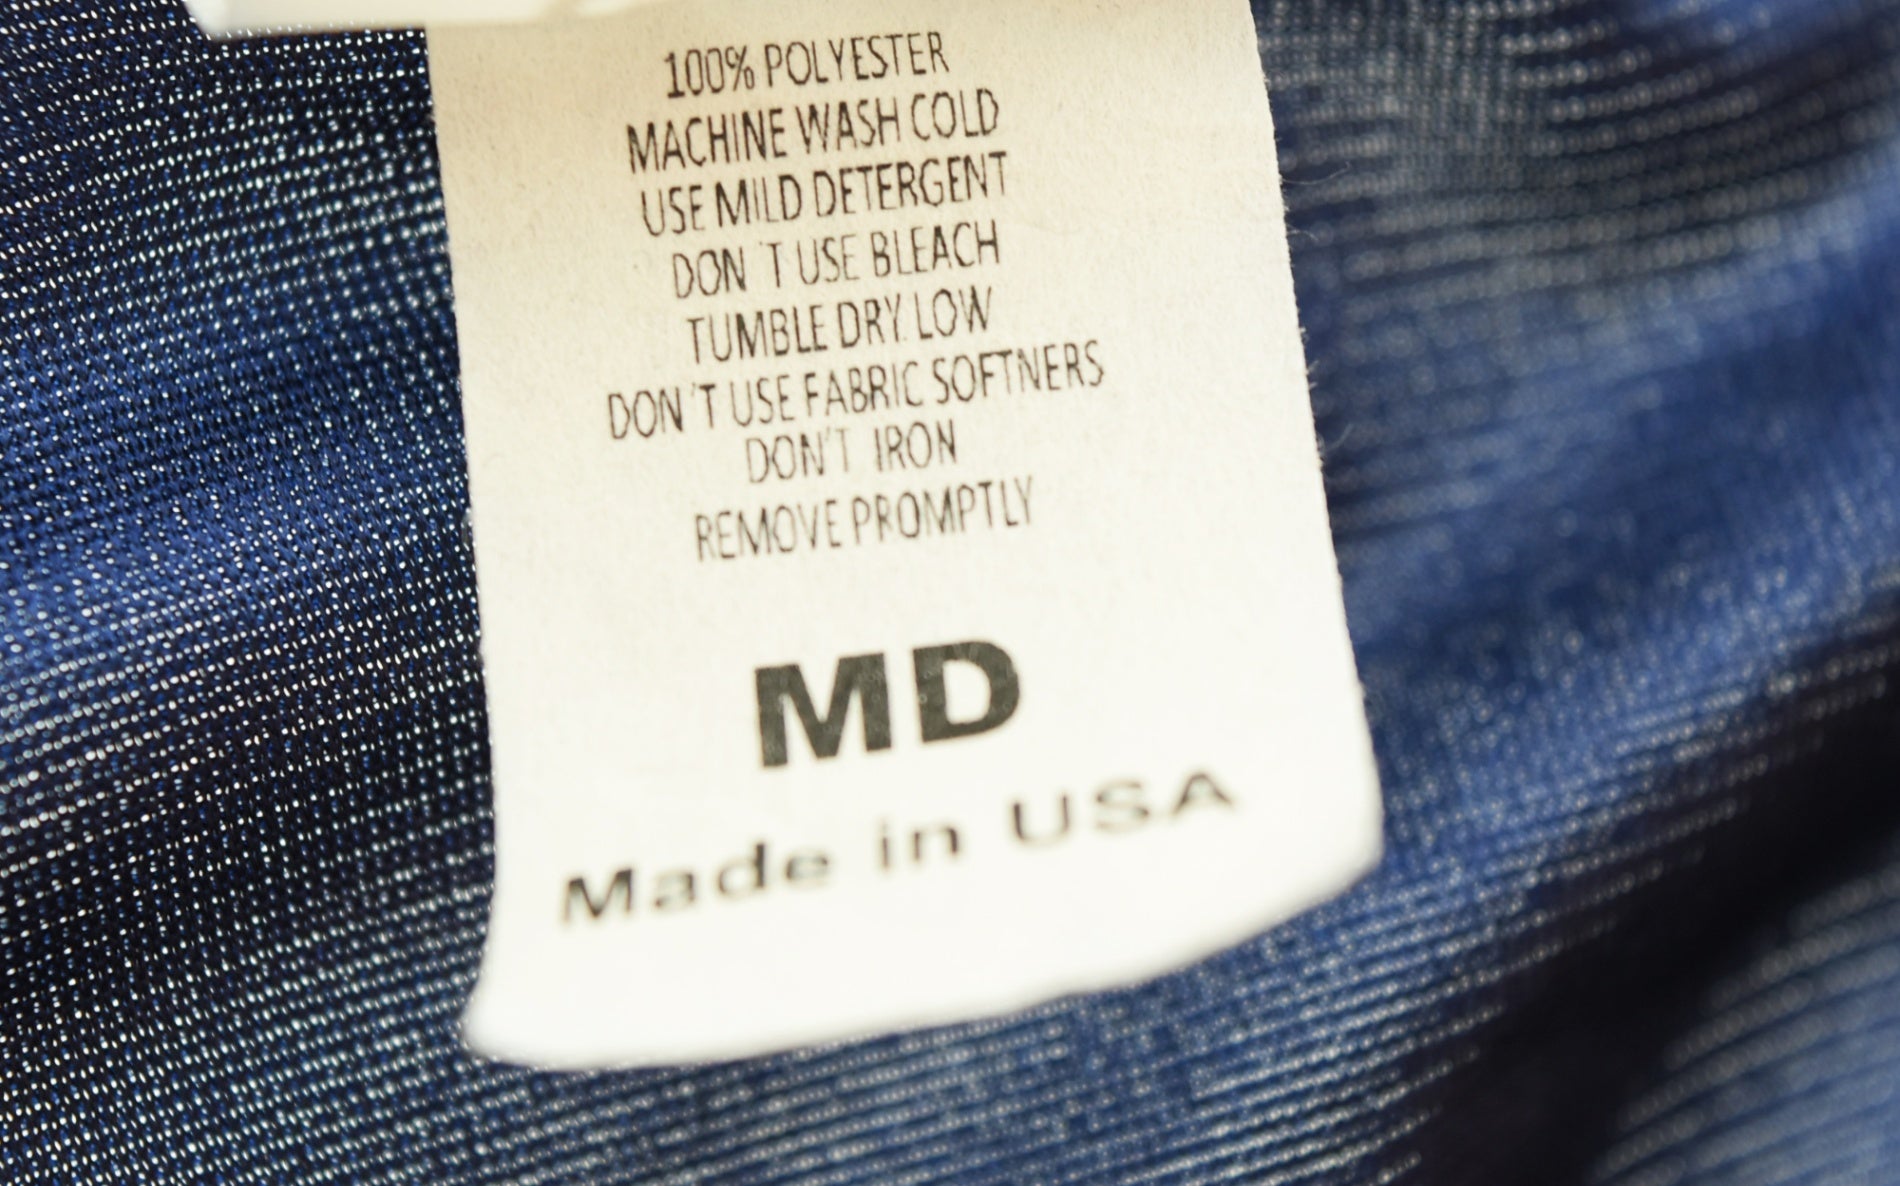 100% POLYESTER
MACHINE WASH COLD
USE MILD DETERGENT
DON 'T USE BLEACH
TUMBLE DRY LOW
DON 'T USE FABRIC SOFTNERS
DON'T IRON
REMOVE PROMPTLY
MD
Made in USA